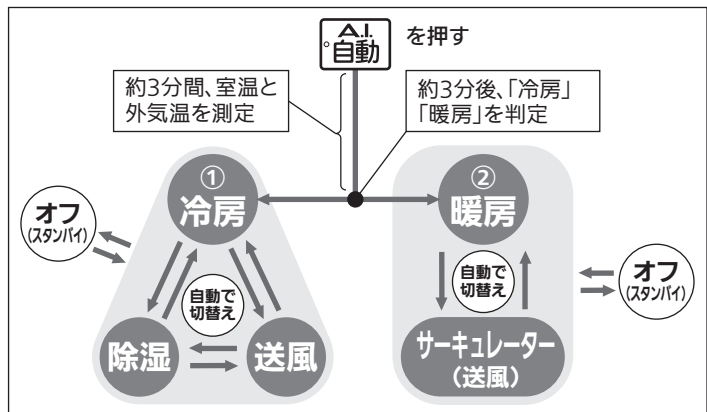 A.I.
自動
を押す
約3分間、室温と
外気温を測定
約3分後、「冷房」
「暖房」を判定
①
冷房
②
暖房
オフ
(スタンバイ)
自動で
切替え
除湿
送風
自動で
切替え
オフ
(スタンバイ)
サーキュレーター
(送風)